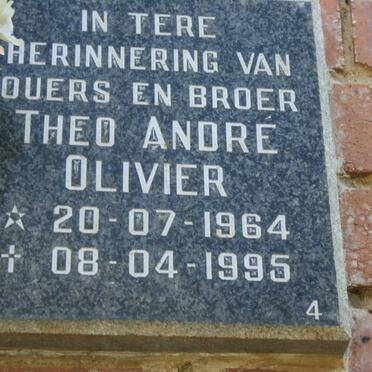 IN TERE
HERINNERING VAN
OUERS EN BROER
THEO ANDRÉ
OLIVIER
☆ 20-07-1964
✝ 08-04-1995
4